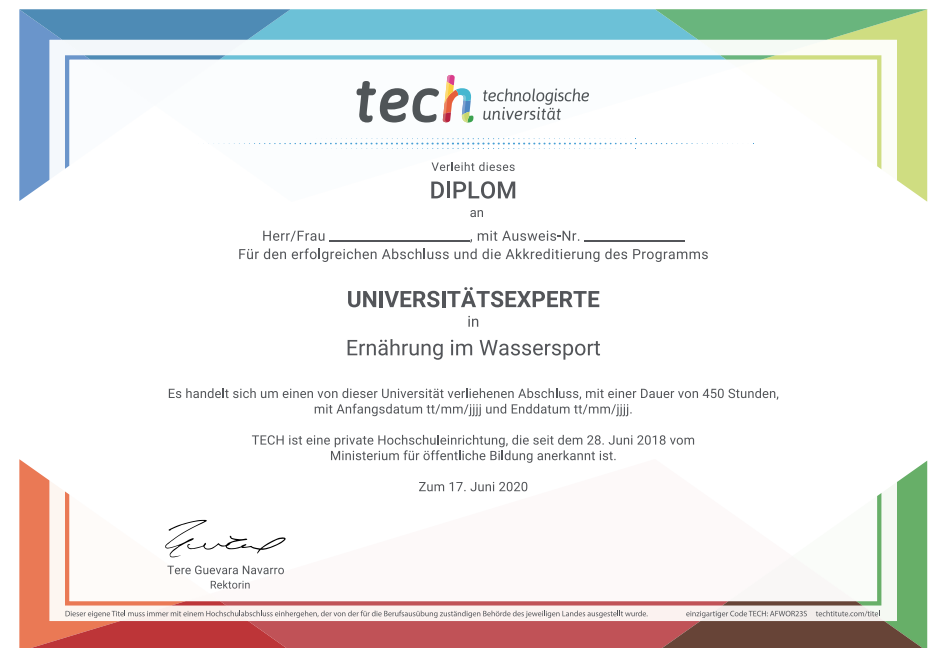 tech technologische
universität
Verleiht dieses
DIPLOM
an
Herr/Frau ____________, mit Ausweis-Nr. ____________
Für den erfolgreichen Abschluss und die Akkreditierung des Programms
UNIVERSITÄTSEXPERTE
in
Ernährung im Wassersport
Es handelt sich um einen von dieser Universität verliehenen Abschluss, mit einer Dauer von 450 Stunden,
mit Anfangsdatum tt/mm/jjjj und Enddatum tt/mm/jjjj.
TECH ist eine private Hochschuleinrichtung, die seit dem 28. Juni 2018 vom
Ministerium für öffentliche Bildung anerkannt ist.
Zum 17. Juni 2020
Tere Guevara Navarro
Rektorin
Dieser eigene Titel muss immer mit einem Hochschulabschluss einhergehen, der von der für die Berufsausübung zuständigen Behörde des jeweiligen Landes ausgestellt wurde. einzigartiger Code TECH: AFWOR23S techtitute.com/titel